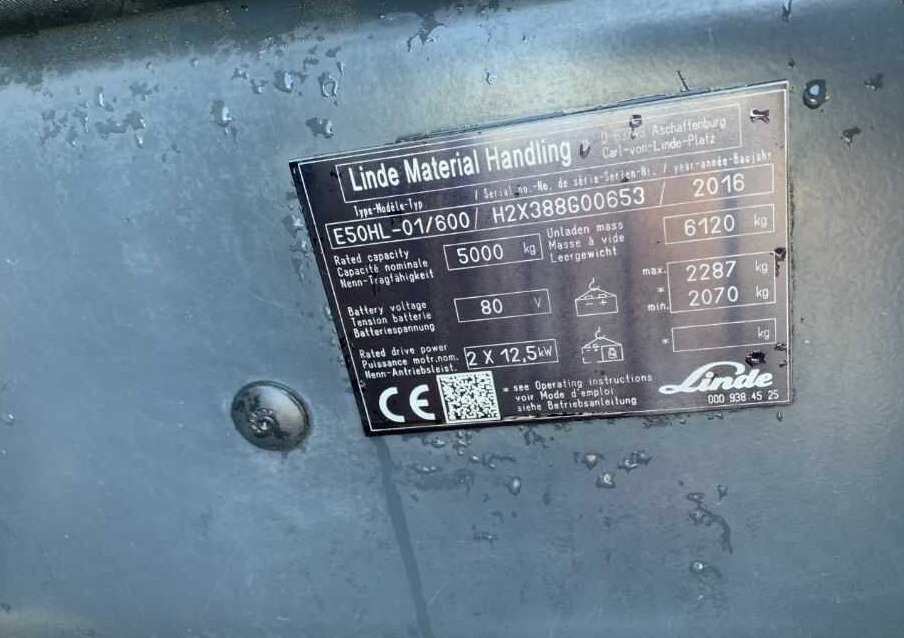 Linde Material Handling
Aschaffenburg
Carl-von-Linde-Platz
Type-Modèle-Typ / Serial no.-No. de série-Serien-Nr. / year-année-Baujahr
E50HL-01/600 / H2X388G00653 / 2016
Rated capacity
Capacité nominale
Nenn-Tragfähigkeit
5000 kg
Unladen mass
Masse à vide
Leergewicht
6120 kg
Battery voltage
Tension batterie
Batteriespannung
80 V
- +
max. 2287 kg
*
min. 2070 kg
Rated drive power
Puissance motr.nom.
Nenn-Antriebsleist.
2 X 12,5kW
* kg
CE
* see Operating instructions
voir Mode d'emploi
siehe Betriebsanleitung
Linde
000 938 45 25